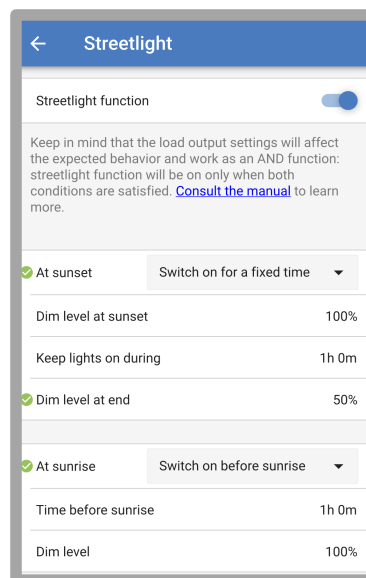 Streetlight
Streetlight function
Keep in mind that the load output settings will affect
the expected behavior and work as an AND function:
streetlight function will be on only when both
conditions are satisfied. Consult the manual to learn
more.
At sunset Switch on for a fixed time
Dim level at sunset 100%
Keep lights on during 1h 0m
Dim level at end 50%
At sunrise Switch on before sunrise
Time before sunrise 1h 0m
Dim level 100%